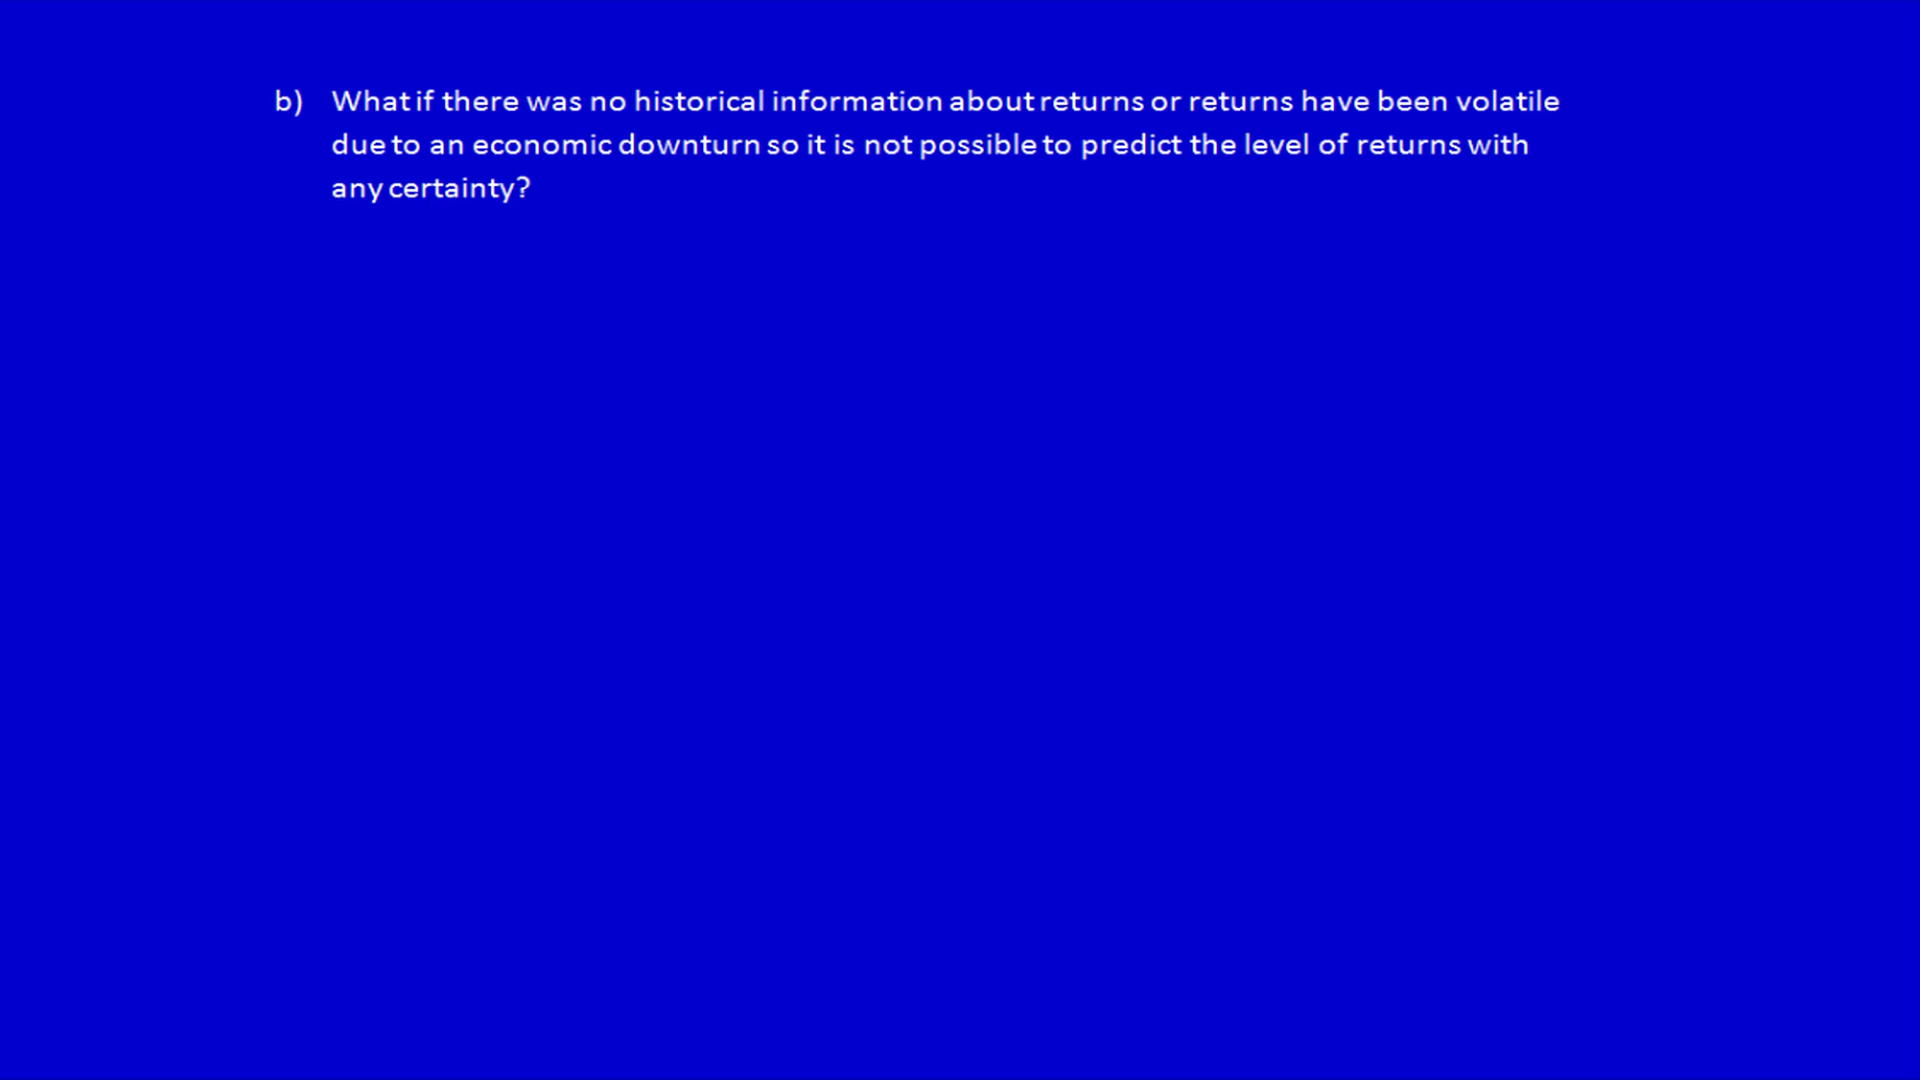 b) What if there was no historical information about returns or returns have been volatile
due to an economic downturn so it is not possible to predict the level of returns with
any certainty?